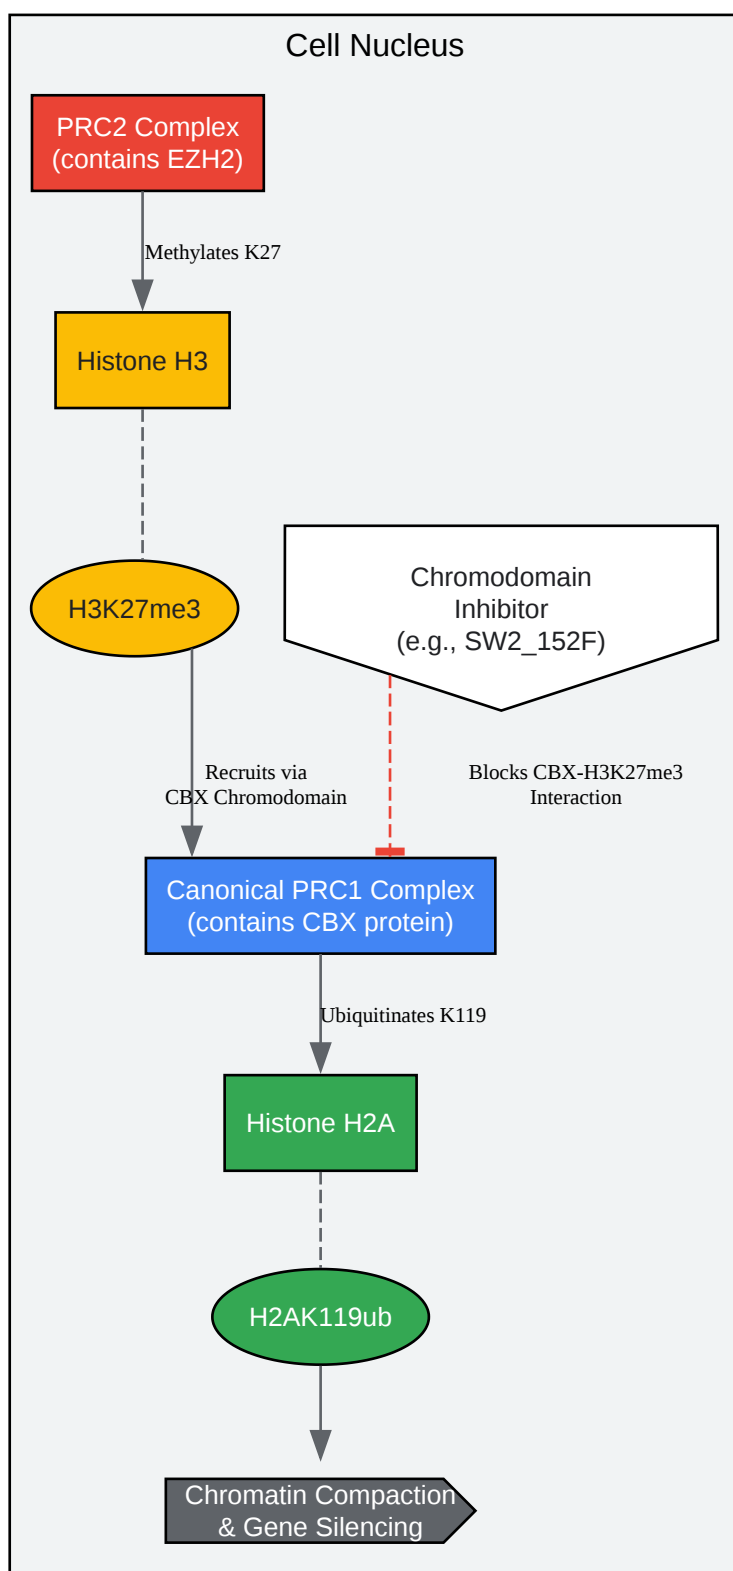 Cell Nucleus
PRC2 Complex
(contains EZH2)
Methylates K27
Histone H3
H3K27me3
Chromodomain
Inhibitor
(e.g., SW2_152F)
Recruits via
CBX Chromodomain
Blocks CBX-H3K27me3
Interaction
Canonical PRC1 Complex
(contains CBX protein)
Ubiquitinates K119
Histone H2A
H2AK119ub
Chromatin Compaction
& Gene Silencing